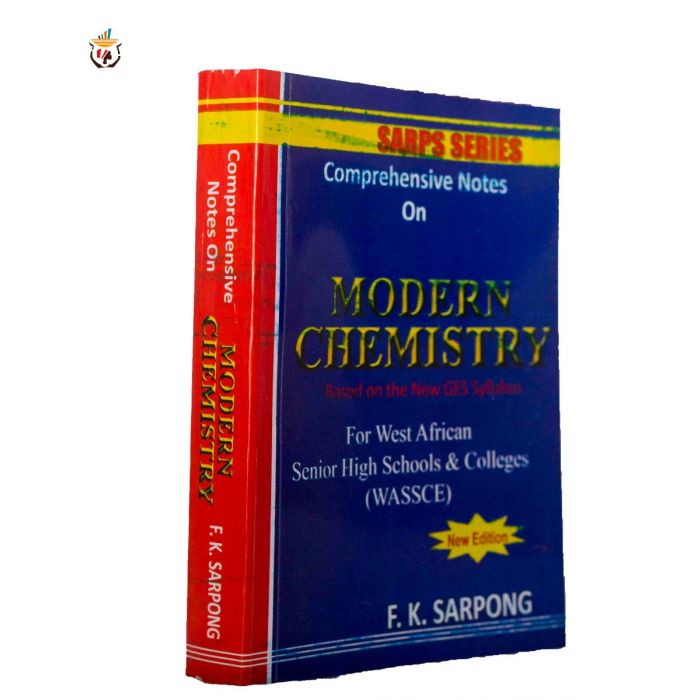 SARPS SERIES
Comprehensive Notes
On
MODERN
CHEMISTRY
Based on the New GES Syllabus
For West African
Senior High Schools & Colleges
(WASSCE)
New Edition
F. K. SARPONG
Comprehensive
Notes On
MODERN
CHEMISTRY
F. K. SARPONG